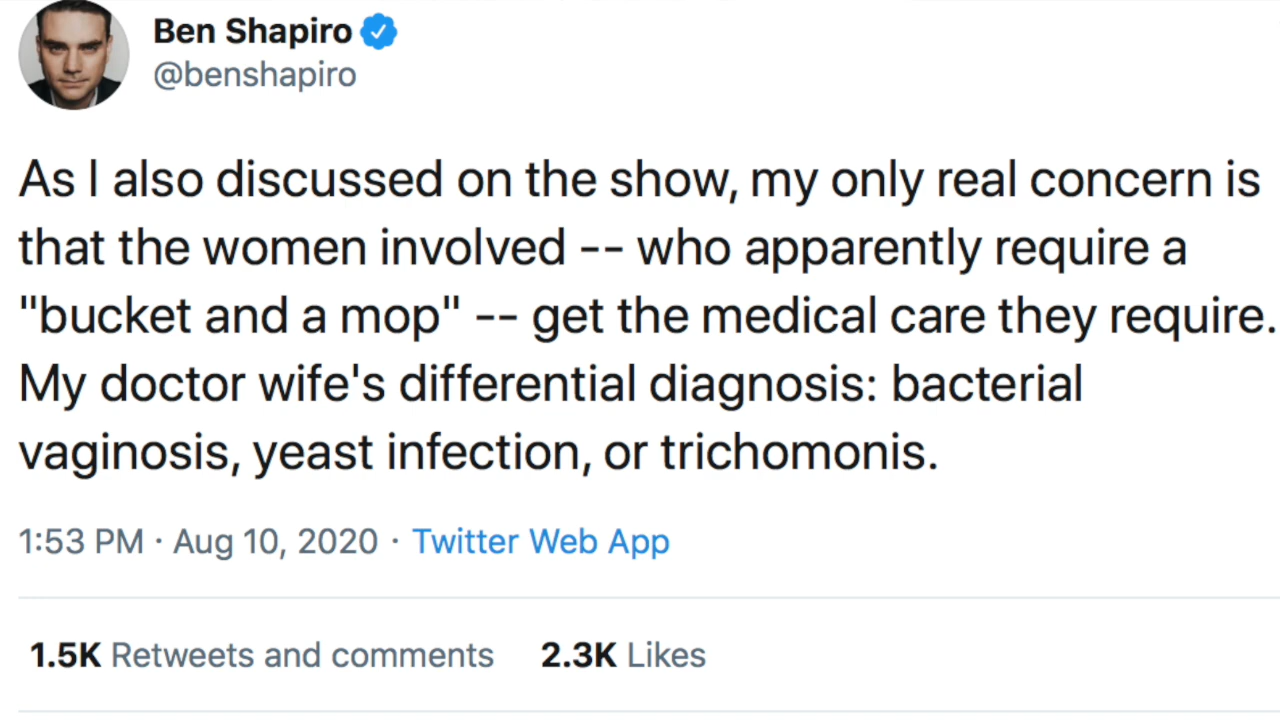 Ben Shapiro
@benshapiro
As I also discussed on the show, my only real concern is
that the women involved -- who apparently require a
"bucket and a mop" -- get the medical care they require.
My doctor wife's differential diagnosis: bacterial
vaginosis, yeast infection, or trichomonis.
1:53 PM · Aug 10, 2020 · Twitter Web App
1.5K Retweets and comments 2.3K Likes